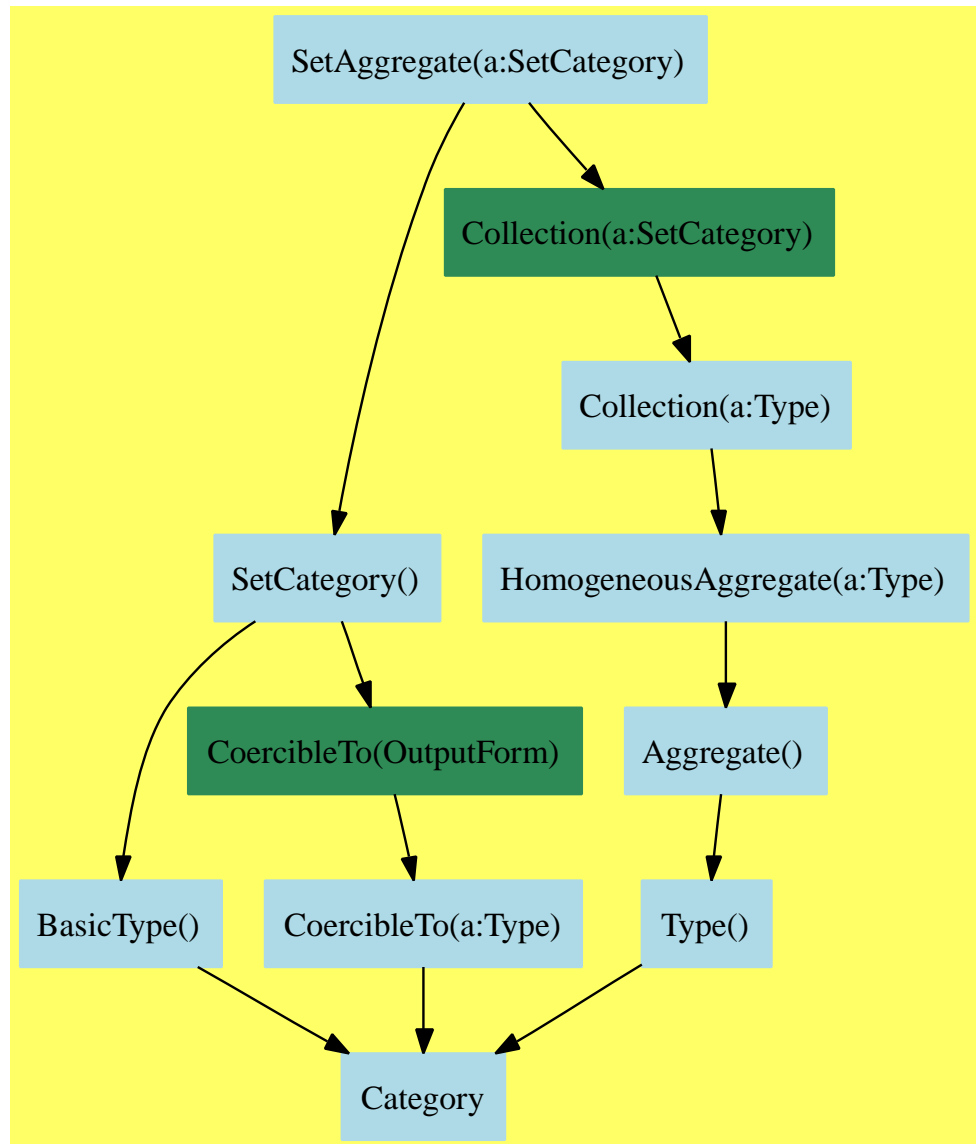 SetAggregate(a:SetCategory)
Collection(a:SetCategory)
Collection(a:Type)
SetCategory()
HomogeneousAggregate(a:Type)
CoercibleTo(OutputForm)
Aggregate()
BasicType()
CoercibleTo(a:Type)
Type()
Category